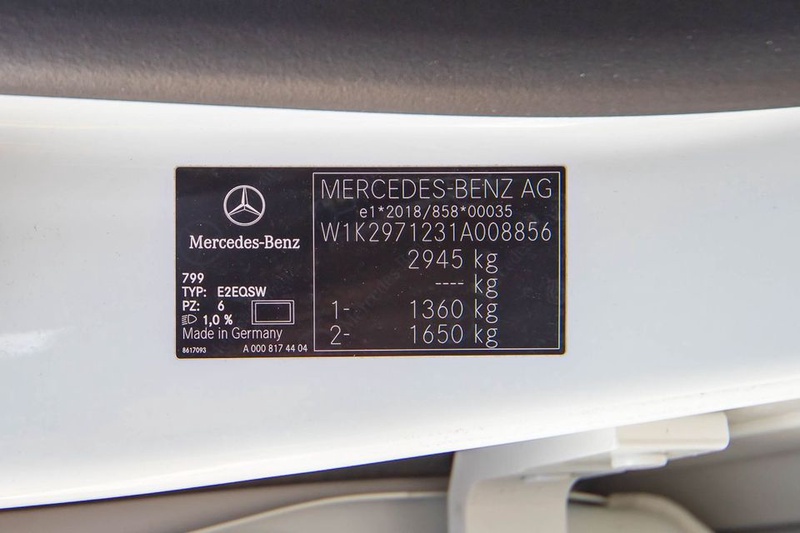 Mercedes-Benz
799
TYP: E2EQSW
PZ: 6
1,0 %
Made in Germany
8617093 A 000 817 44 04
MERCEDES-BENZ AG
e1*2018/858*00035
W1K2971231A008856
2945 kg
---- kg
1- 1360 kg
2- 1650 kg